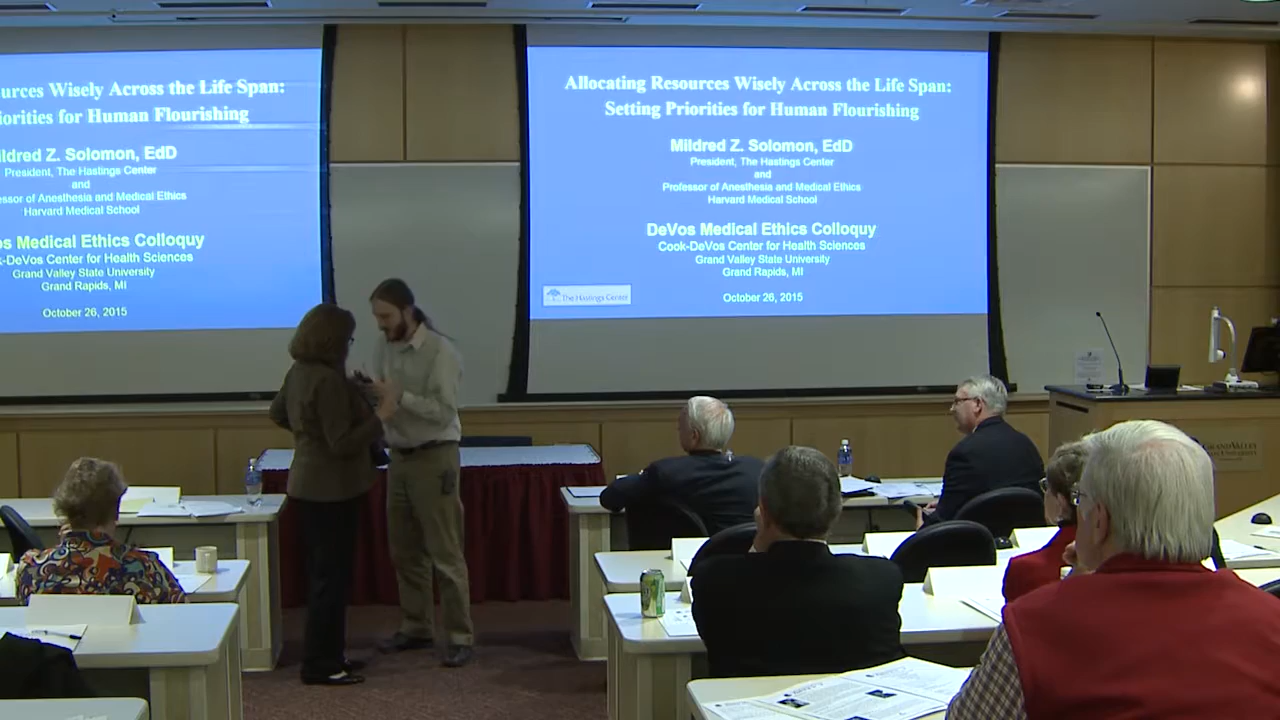 urces Wisely Across the Life Span:
iorities for Human Flourishing
ildred Z. Solomon, EdD
President, The Hastings Center
and
ssor of Anesthesia and Medical Ethics
Harvard Medical School
os Medical Ethics Colloquy
k-DeVos Center for Health Sciences
Grand Valley State University
Grand Rapids, MI
October 26, 2015
Allocating Resources Wisely Across the Life Span:
Setting Priorities for Human Flourishing
Mildred Z. Solomon, EdD
President, The Hastings Center
and
Professor of Anesthesia and Medical Ethics
Harvard Medical School
DeVos Medical Ethics Colloquy
Cook-DeVos Center for Health Sciences
Grand Valley State University
Grand Rapids, MI
The Hastings Center
October 26, 2015
GRANDVALLEY
UNIVERSITY